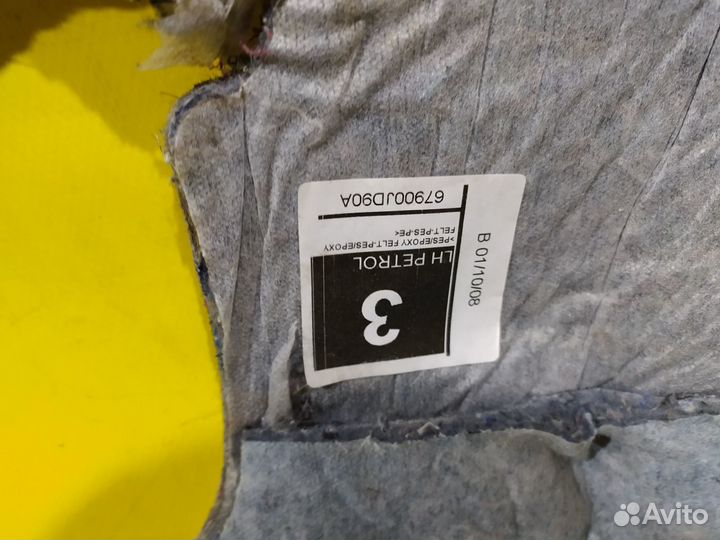 3
LH PETROL
>PES/EPOXY FELT-PES/EPOXY
FELT-PES-PE<
67900JD90A
B 01/10/08
Avito